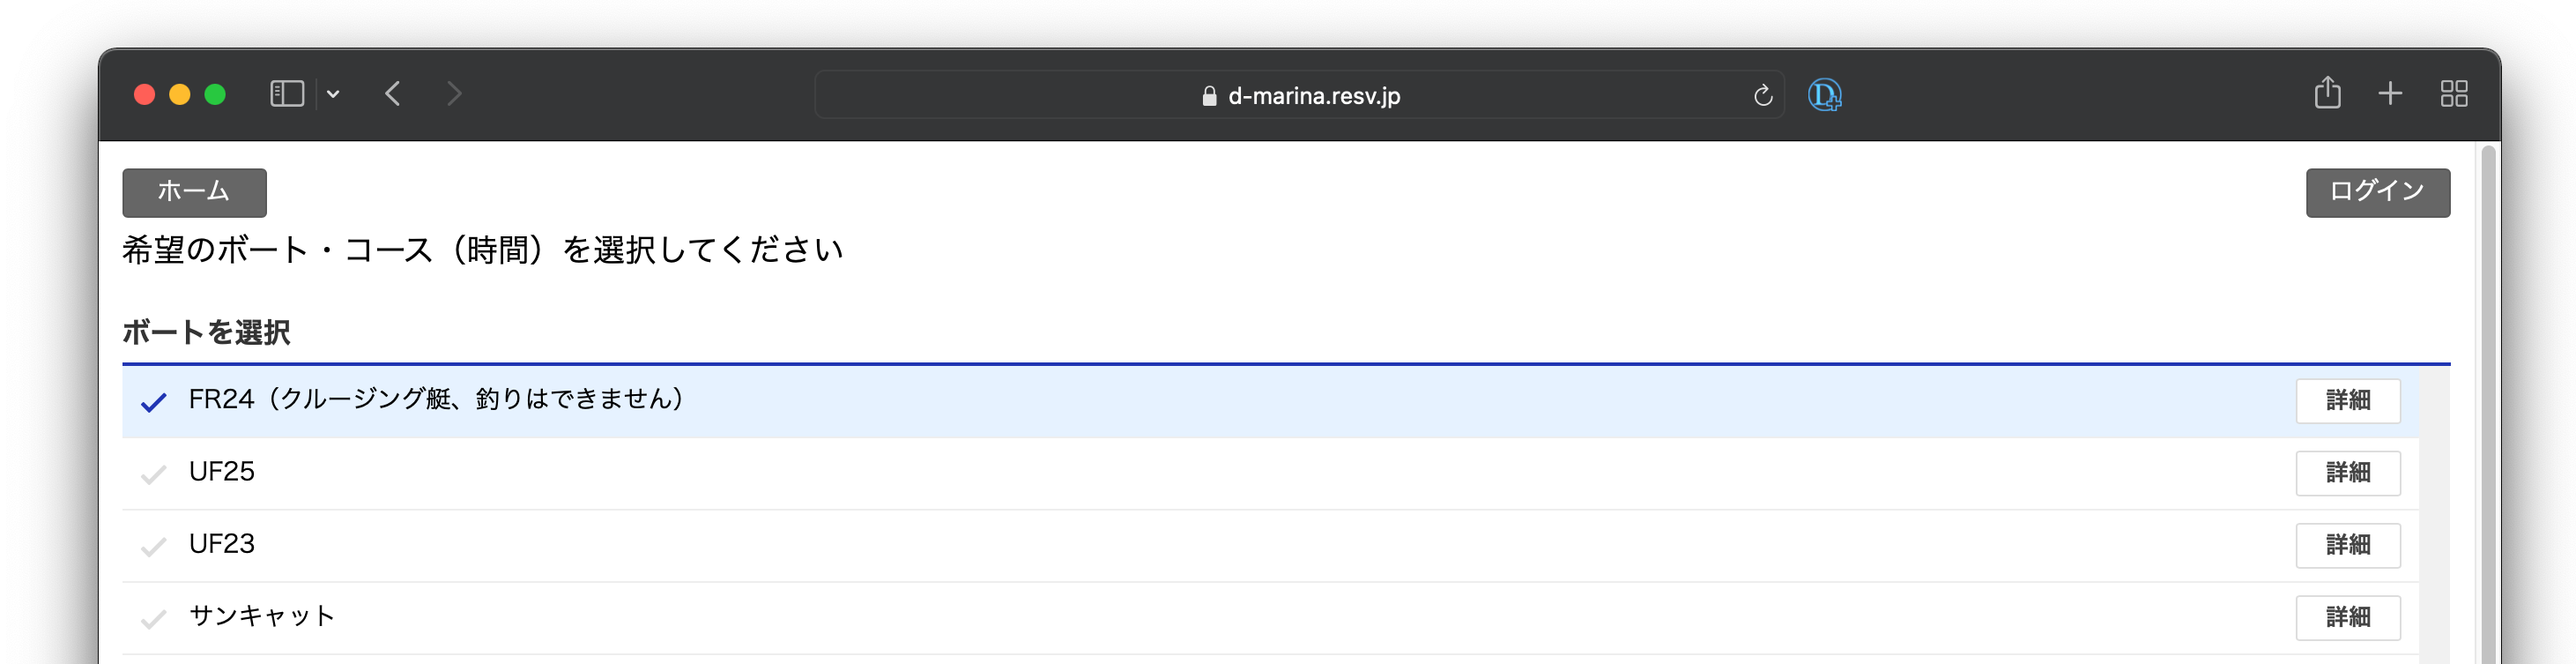 d-marina.resv.jp
ホーム
ログイン
希望のボート・コース（時間）を選択してください
ボートを選択
FR24（クルージング艇、釣りはできません）
詳細
UF25
詳細
UF23
詳細
サンキャット
詳細